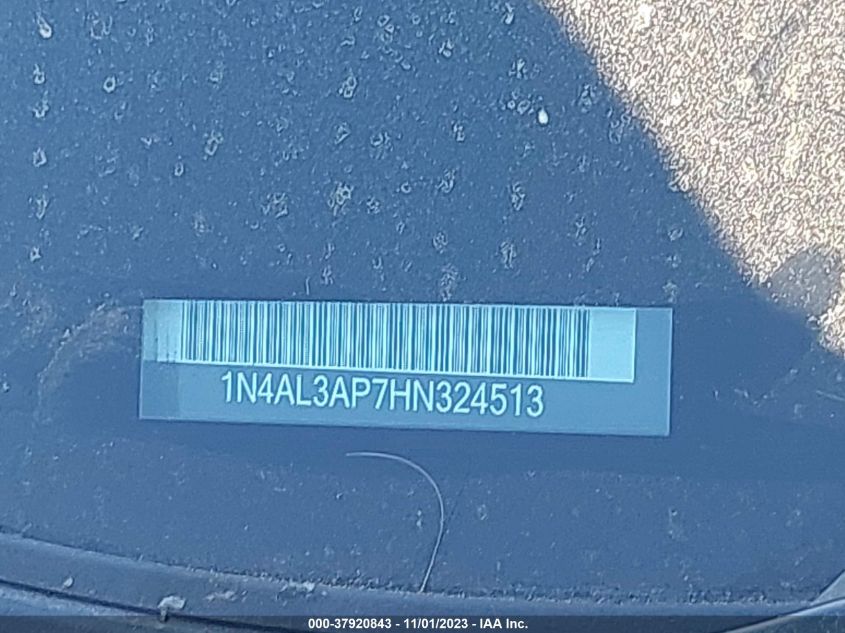 1N4AL3AP7HN324513
000-37920843 - 11/01/2023 - IAA Inc.